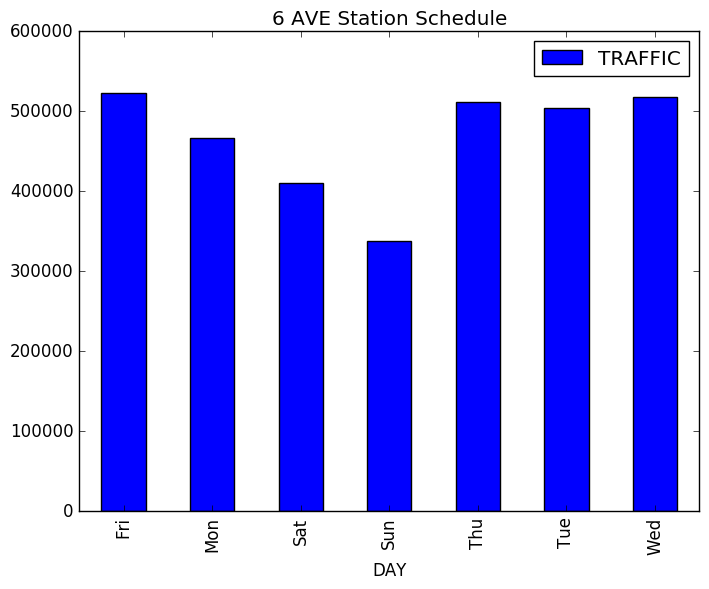 6 AVE Station Schedule
TRAFFIC
600000
500000
400000
300000
200000
100000
0
Fri
Mon
Sat
Sun
Thu
Tue
Wed
DAY